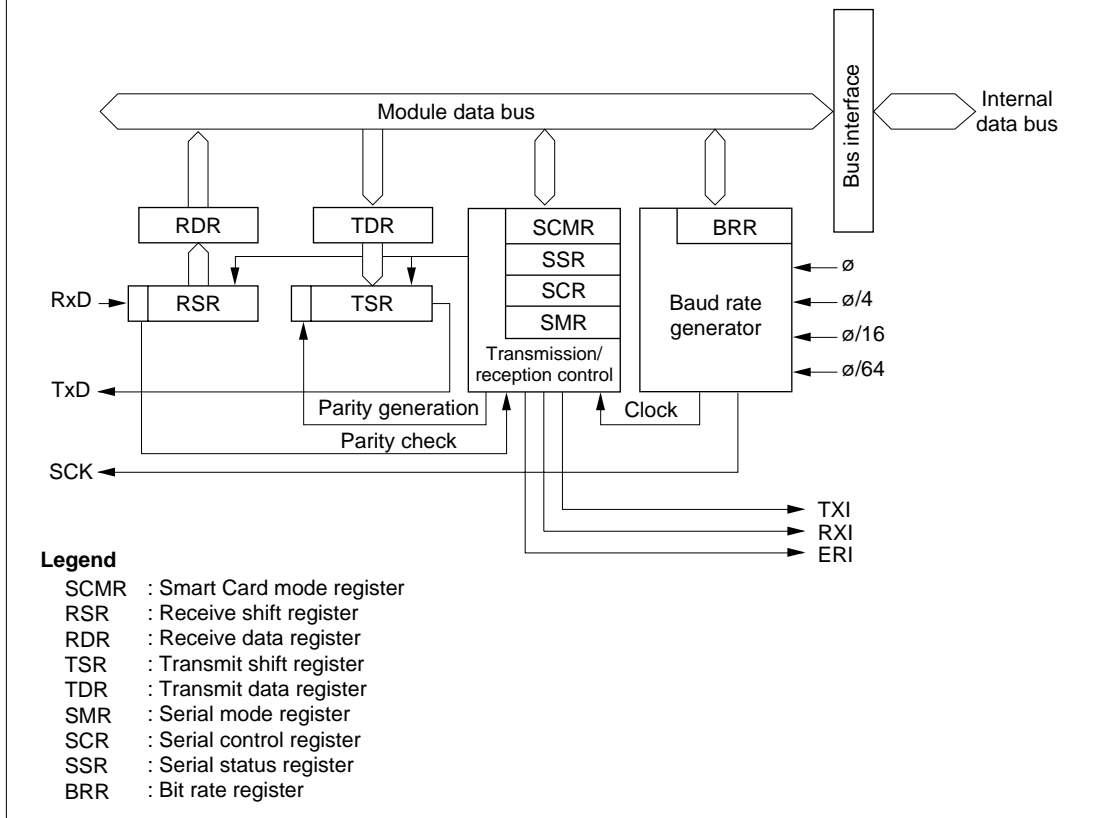 Module data bus
Bus interface
Internal
data bus
RDR
TDR
SCMR
SSR
SCR
SMR
Transmission/
reception control
BRR
Baud rate
generator
ø
ø/4
ø/16
ø/64
RxD
RSR
TSR
TxD
Parity generation
Parity check
Clock
SCK
TXI
RXI
ERI
Legend
SCMR : Smart Card mode register
RSR : Receive shift register
RDR : Receive data register
TSR : Transmit shift register
TDR : Transmit data register
SMR : Serial mode register
SCR : Serial control register
SSR : Serial status register
BRR : Bit rate register